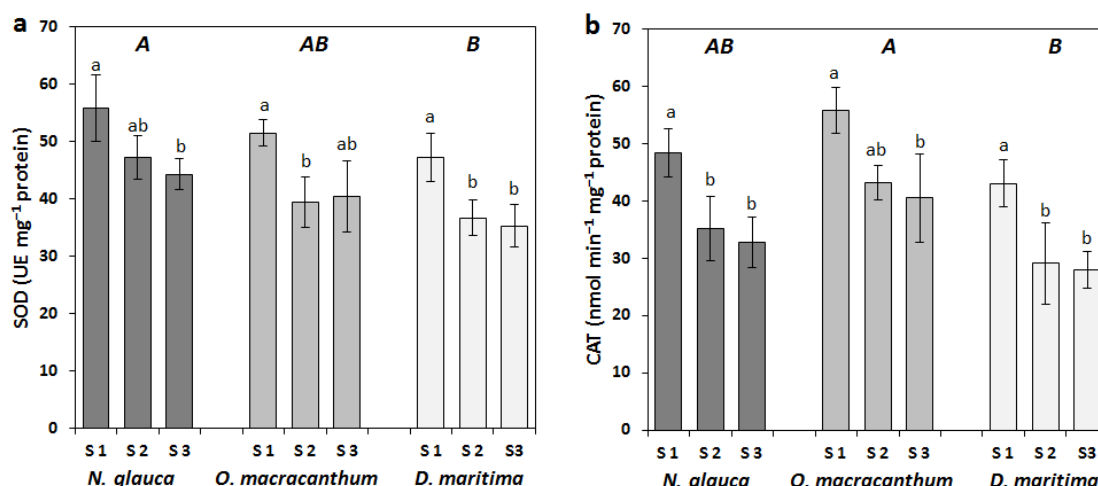 a
70
60
50
40
30
20
10
0
SOD (UE mg⁻¹ protein)
A AB B
a ab b a b ab a b b
S 1 S 2 S 3 S 1 S 2 S 3 S 1 S 2 S3
N. glauca O. macracanthum D. maritima
b
70
60
50
40
30
20
10
0
CAT (nmol min⁻¹ mg⁻¹ protein)
AB A B
a b b a ab b a b b
S 1 S 2 S 3 S 1 S 2 S 3 S 1 S 2 S3
N. glauca O. macracanthum D. maritima